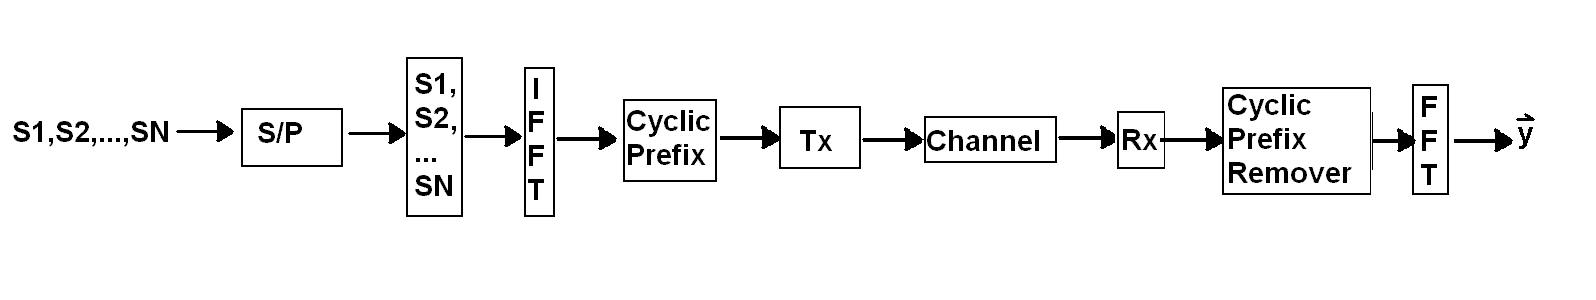 S1,S2,...,SN
S/P
S1,
S2,
...
SN
I
F
F
T
Cyclic
Prefix
Tx
Channel
Rx
Cyclic
Prefix
Remover
F
F
T
y